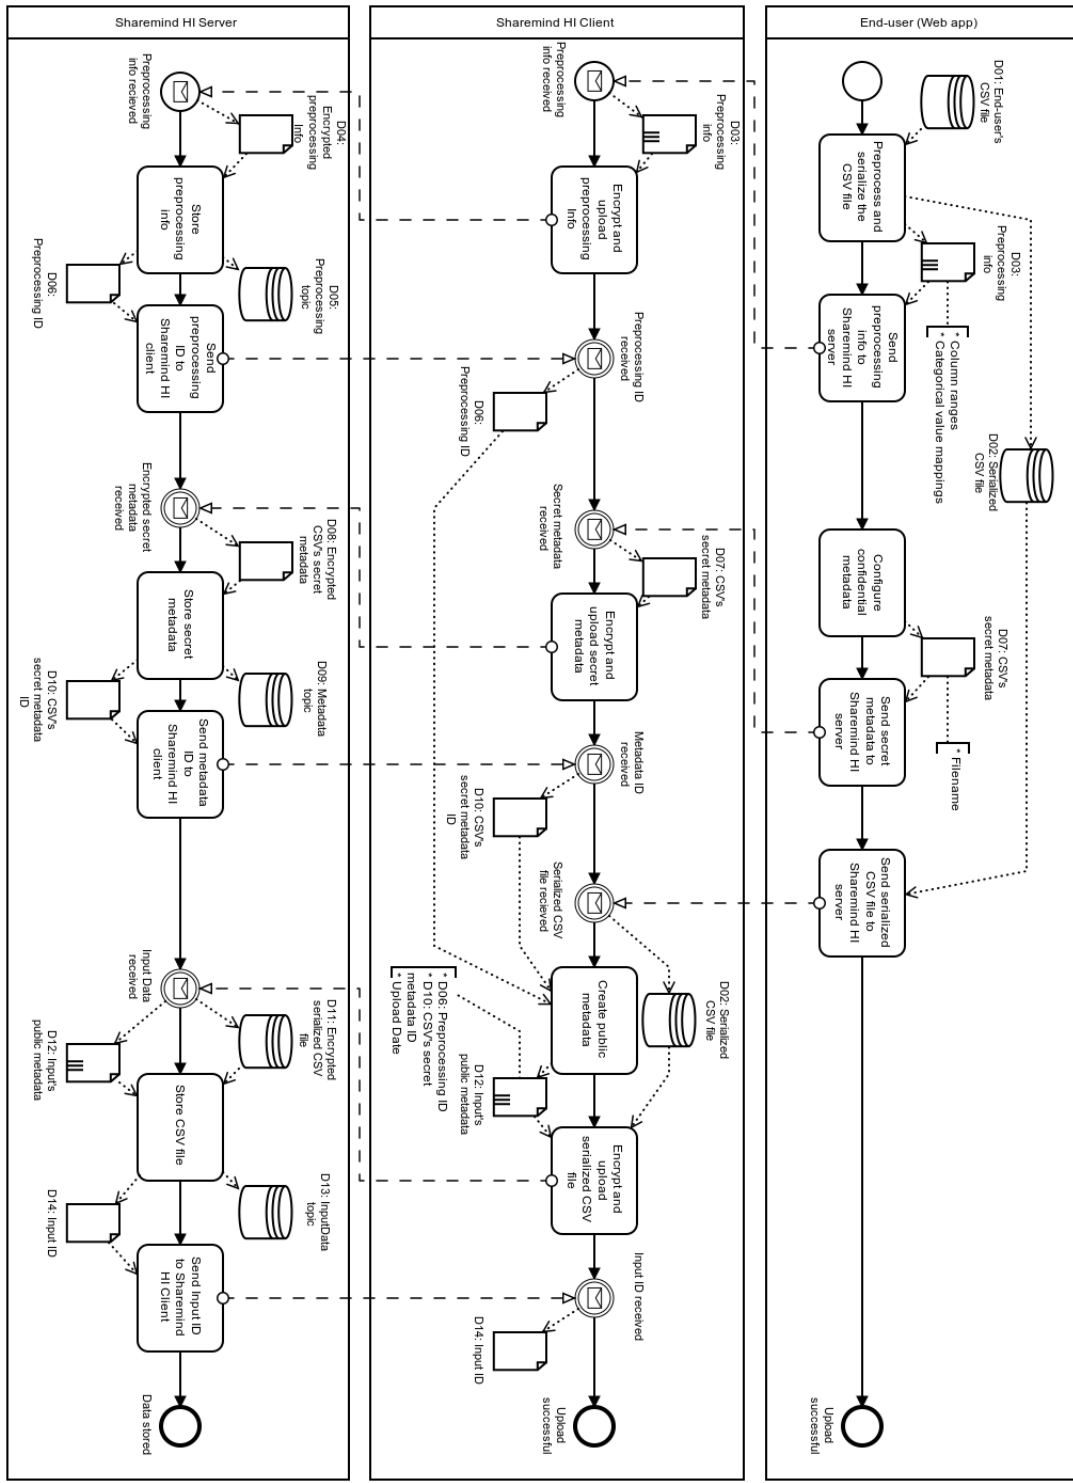 Sharemind HI Server
Sharemind HI Client
End-user (Web app)
D01: End-user's
CSV file
Preprocess and
serialize the
CSV file
D03:
Preprocessing
info
Send
preprocessing
info to
Sharemind HI
server
* Column ranges
* Categorical value mappings
D02: Serialized
CSV file
Configure
confidential
metadata
D07: CSV's
secret metadata
Send secret
metadata to
Sharemind HI
server
* Filename
Send serialized
CSV file to
Sharemind HI
server
Upload
successful
Preprocessing
info received
D03:
Preprocessing
info
Encrypt and
upload
preprocessing
Info
Preprocessing ID
received
D06:
Preprocessing ID
Secret metadata
received
D07: CSV's
secret metadata
Encrypt and
upload secret
metadata
Metadata ID
received
D10: CSV's
secret metadata
ID
Serialized CSV
file recieved
D02: Serialized
CSV file
Create public
metadata
* D06: Preprocessing ID
* D10: CSV's secret
metadata ID
* Upload Date
D12: Input's
public metadata
Encrypt and
upload
serialized CSV
file
Input ID received
D14: Input ID
Upload
successful
Preprocessing
info recieved
D04:
Encrypted
preprocessing
Info
Store
preprocessing
info
D05:
Preprocessing
topic
D06:
Preprocessing ID
Send
preprocessing
ID to
Sharemind HI
client
Encrypted secret
metadata
received
D08: Encrypted
CSV's secret
metadata
Store secret
metadata
D09: Metadata
topic
D10: CSV's
secret metadata
ID
Send metadata
ID to
Sharemind HI
client
Input Data
received
D11: Encrypted
serialized CSV
file
D12: Input's
public metadata
Store CSV file
D13: InputData
topic
D14: Input ID
Send Input ID
to Sharemind
HI Client
Data stored